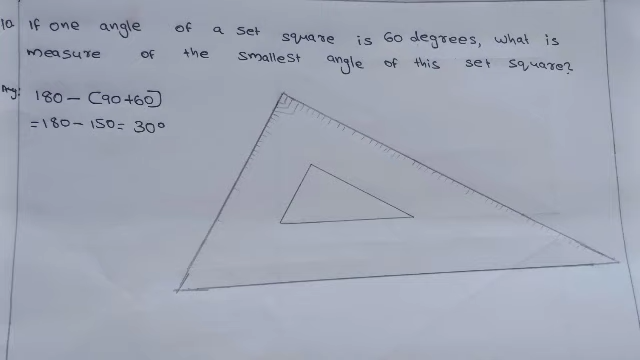 10 If one angle of a set square is 60 degrees, what is
measure of the smallest angle of this set square?
Ans: 180 - [90+60]
= 180 - 150 = 30°